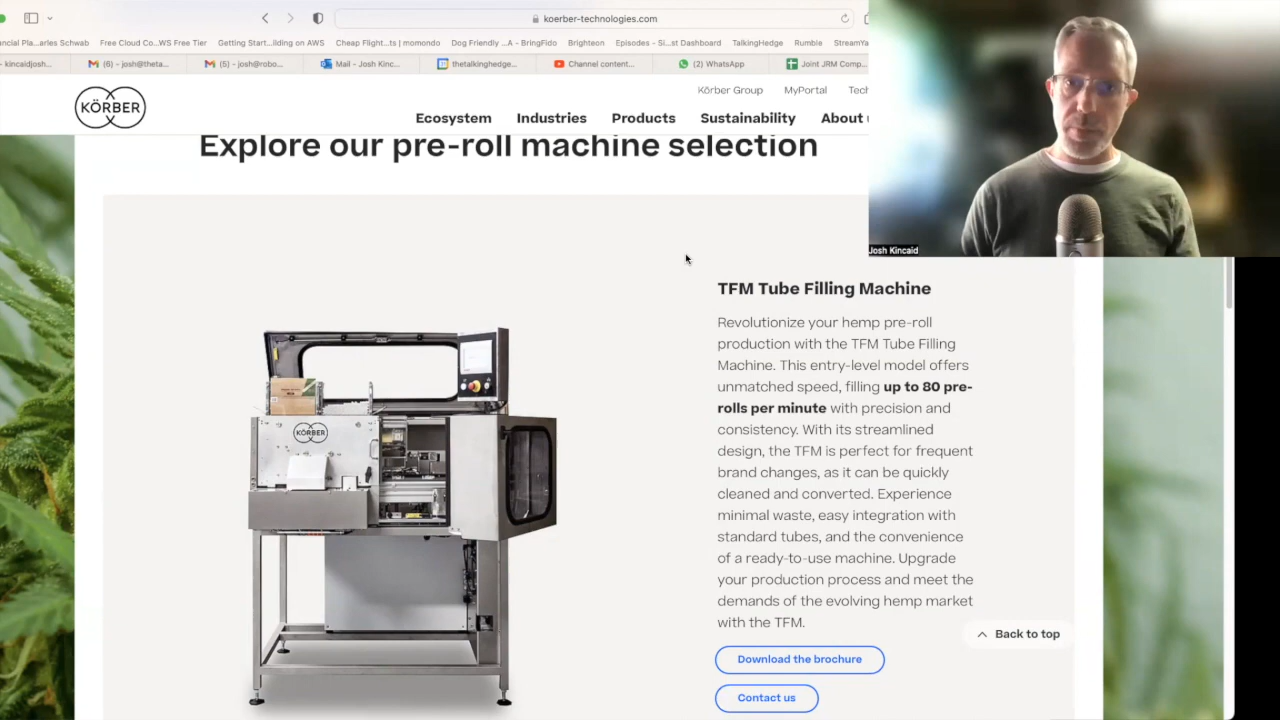 koerber-technologies.com
ncial Pla...arles Schwab Free Cloud Co...WS Free Tier Getting Start...ilding on AWS Cheap Flight...ts | momondo Dog Friendly ...A - BringFido Brighteon Episodes - Si...st Dashboard TalkingHedge Rumble StreamYa
kincaidjosh... (6) - josh@theta... (5) - josh@robo... Mail - Josh Kinc... thetalkinghedge... Channel content... (2) WhatsApp Joint JRM Comp...
KÖRBER
Körber Group MyPortal Tech
Ecosystem Industries Products Sustainability About
Explore our pre-roll machine selection
Josh Kincaid
KÖRBER
TFM Tube Filling Machine
Revolutionize your hemp pre-roll
production with the TFM Tube Filling
Machine. This entry-level model offers
unmatched speed, filling up to 80 pre-
rolls per minute with precision and
consistency. With its streamlined
design, the TFM is perfect for frequent
brand changes, as it can be quickly
cleaned and converted. Experience
minimal waste, easy integration with
standard tubes, and the convenience
of a ready-to-use machine. Upgrade
your production process and meet the
demands of the evolving hemp market
with the TFM.
Back to top
Download the brochure
Contact us